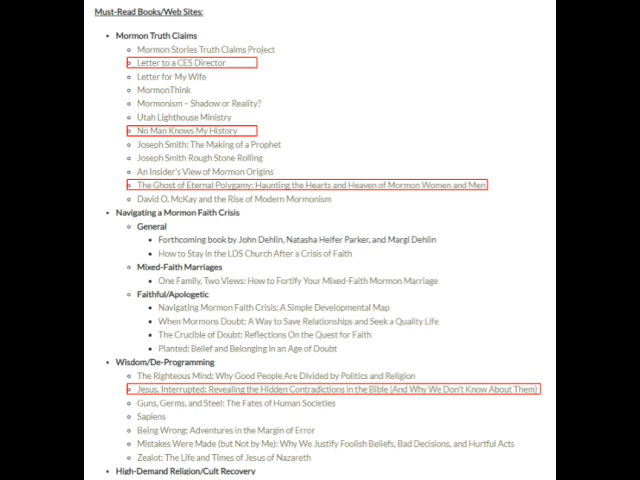 Must-Read Books/Web Sites:
Mormon Truth Claims
Mormon Stories Truth Claims Project
Letter to a CES Director
Letter for My Wife
MormonThink
Mormonism – Shadow or Reality?
Utah Lighthouse Ministry
No Man Knows My History
Joseph Smith: The Making of a Prophet
Joseph Smith Rough Stone Rolling
An Insider's View of Mormon Origins
The Ghost of Eternal Polygamy: Haunting the Hearts and Heaven of Mormon Women and Men
David O. McKay and the Rise of Modern Mormonism
Navigating a Mormon Faith Crisis
General
Forthcoming book by John Dehlin, Natasha Helfer Parker, and Margi Dehlin
How to Stay in the LDS Church After a Crisis of Faith
Mixed-Faith Marriages
One Family, Two Views: How to Fortify Your Mixed-Faith Mormon Marriage
Faithful/Apologetic
Navigating Mormon Faith Crisis: A Simple Developmental Map
When Mormons Doubt: A Way to Save Relationships and Seek a Quality Life
The Crucible of Doubt: Reflections On the Quest for Faith
Planted: Belief and Belonging in an Age of Doubt
Wisdom/De-Programming
The Righteous Mind: Why Good People Are Divided by Politics and Religion
Jesus, Interrupted: Revealing the Hidden Contradictions in the Bible (And Why We Don't Know About Them)
Guns, Germs, and Steel: The Fates of Human Societies
Sapiens
Being Wrong: Adventures in the Margin of Error
Mistakes Were Made (but Not by Me): Why We Justify Foolish Beliefs, Bad Decisions, and Hurtful Acts
Zealot: The Life and Times of Jesus of Nazareth
High-Demand Religion/Cult Recovery